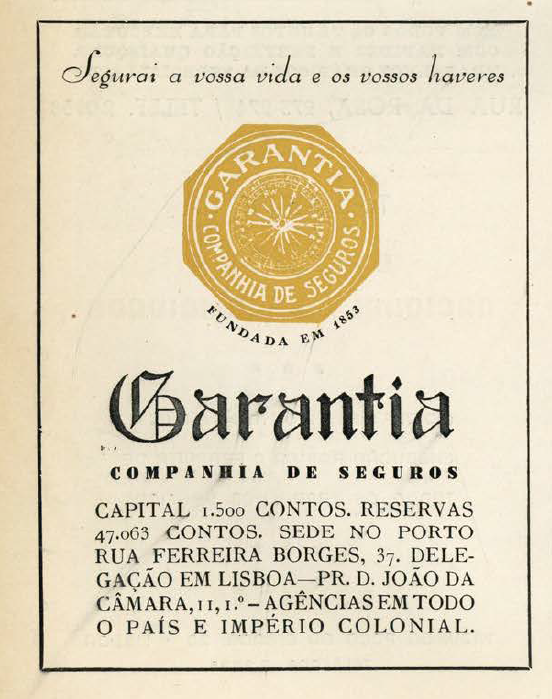 Segurai a vossa vida e os vossos haveres
GARANTIA
COMPANHIA DE SEGUROS
FUNDADA EM 1853
Garantia
COMPANHIA DE SEGUROS
CAPITAL 1.500 CONTOS. RESERVAS
47.063 CONTOS. SEDE NO PORTO
RUA FERREIRA BORGES, 37. DELE-
GAÇÃO EM LISBOA—PR. D. JOÃO DA
CÂMARA, 11, 1.º – AGÊNCIAS EM TODO
O PAÍS E IMPÉRIO COLONIAL.